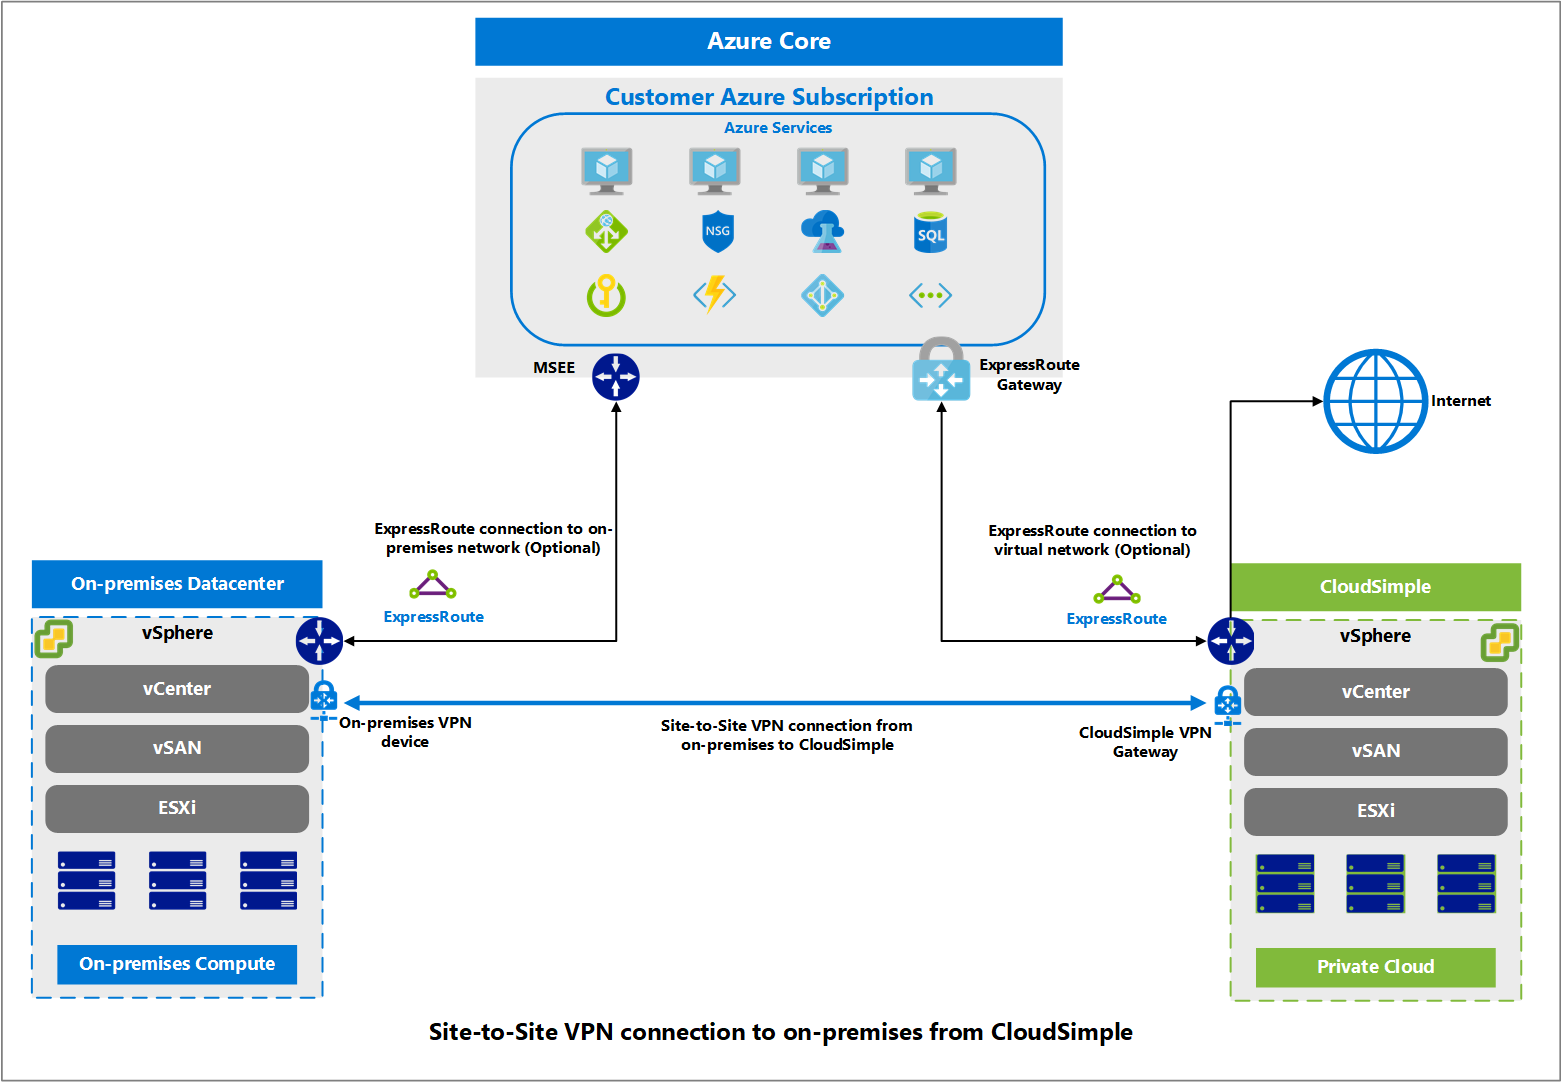 Azure Core
Customer Azure Subscription
Azure Services
NSG
SQL
MSEE
ExpressRoute
Gateway
Internet
ExpressRoute connection to on-
premises network (Optional)
ExpressRoute
ExpressRoute connection to
virtual network (Optional)
ExpressRoute
On-premises Datacenter
vSphere
vCenter
vSAN
ESXi
On-premises Compute
On-premises VPN
device
Site-to-Site VPN connection from
on-premises to CloudSimple
CloudSimple VPN
Gateway
CloudSimple
vSphere
vCenter
vSAN
ESXi
Private Cloud
Site-to-Site VPN connection to on-premises from CloudSimple